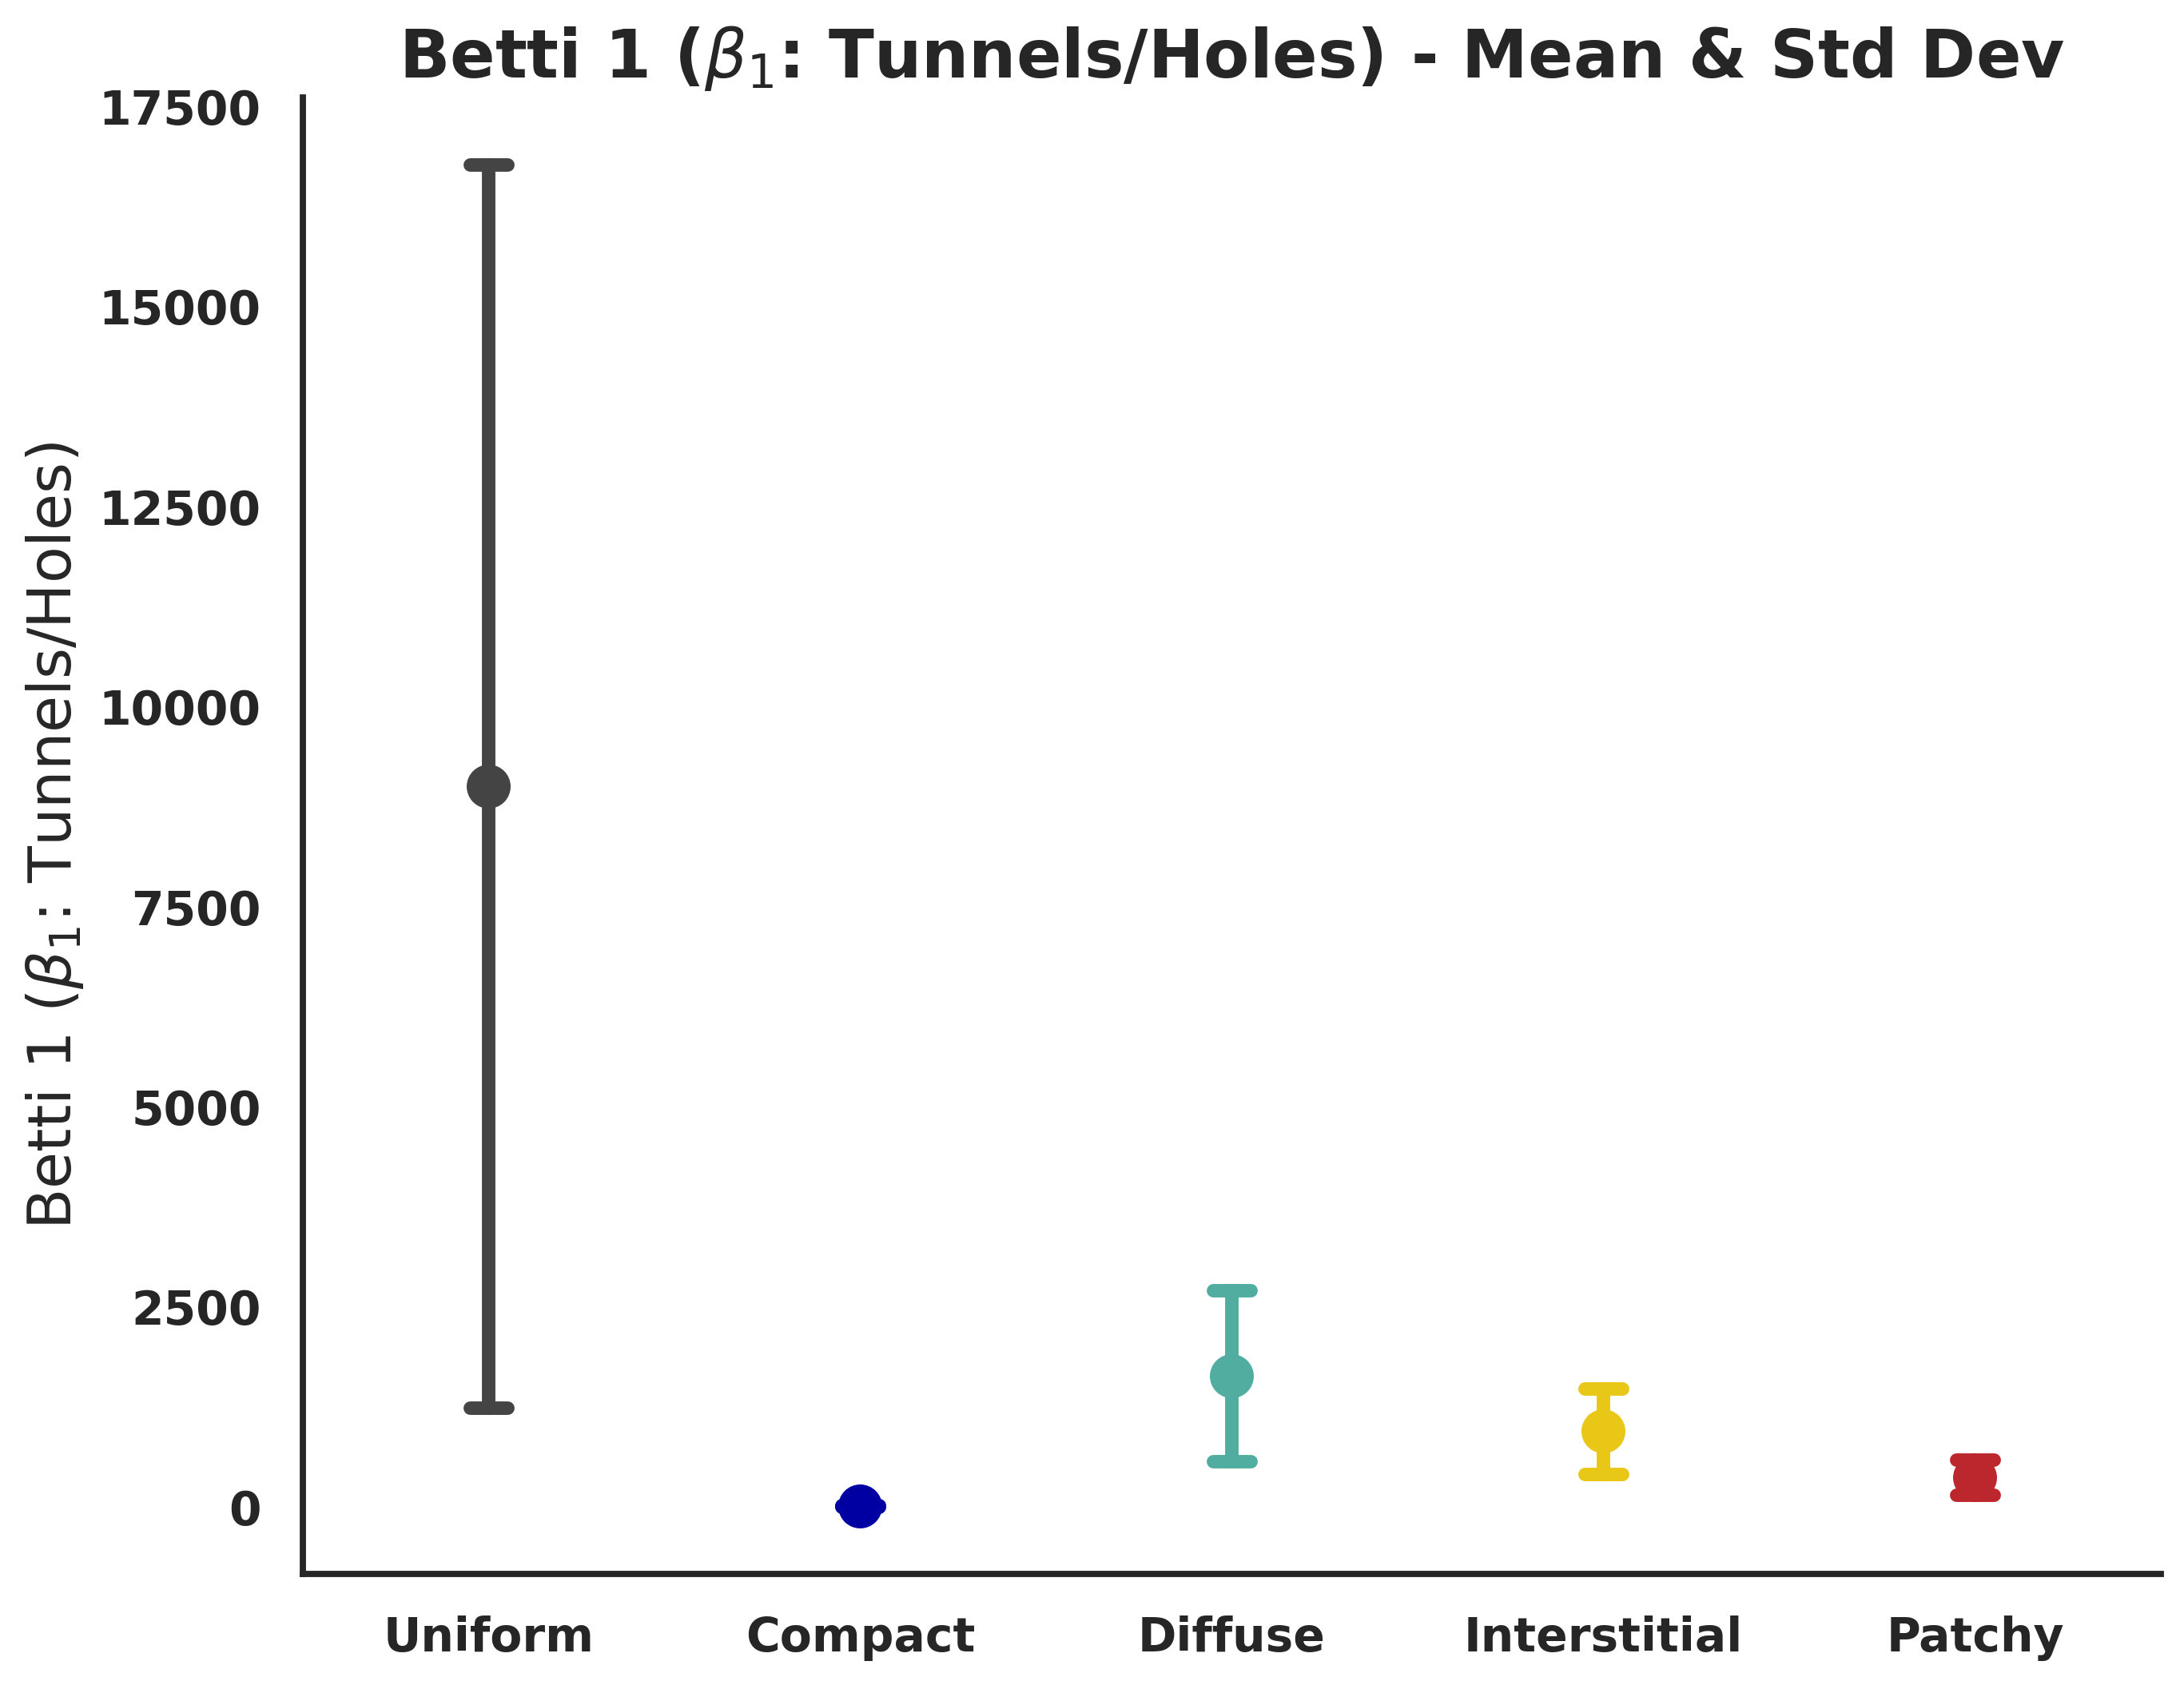 Betti 1 (β₁: Tunnels/Holes) - Mean & Std Dev
Betti 1 (β₁: Tunnels/Holes)
17500
15000
12500
10000
7500
5000
2500
0
Uniform Compact Diffuse Interstitial Patchy